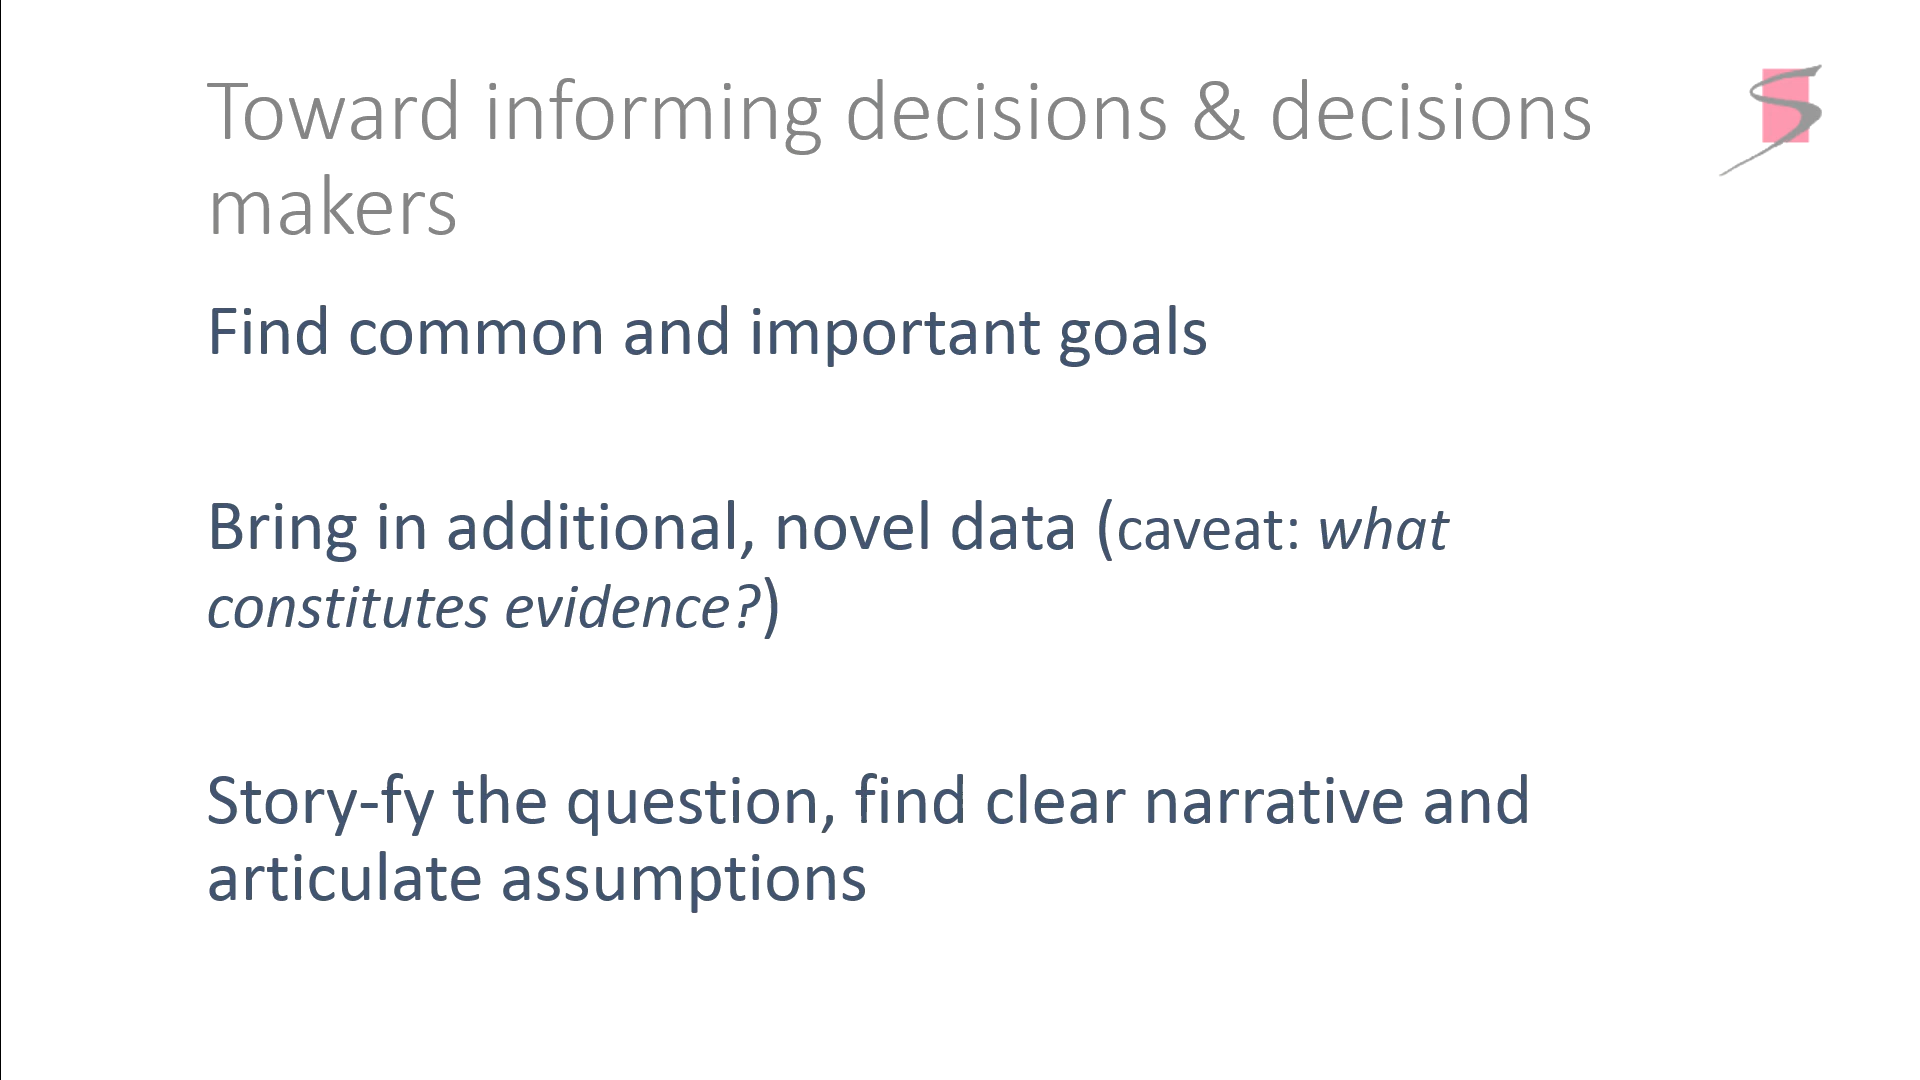 Toward informing decisions & decisions
makers
Find common and important goals
Bring in additional, novel data (caveat: what
constitutes evidence?)
Story-fy the question, find clear narrative and
articulate assumptions